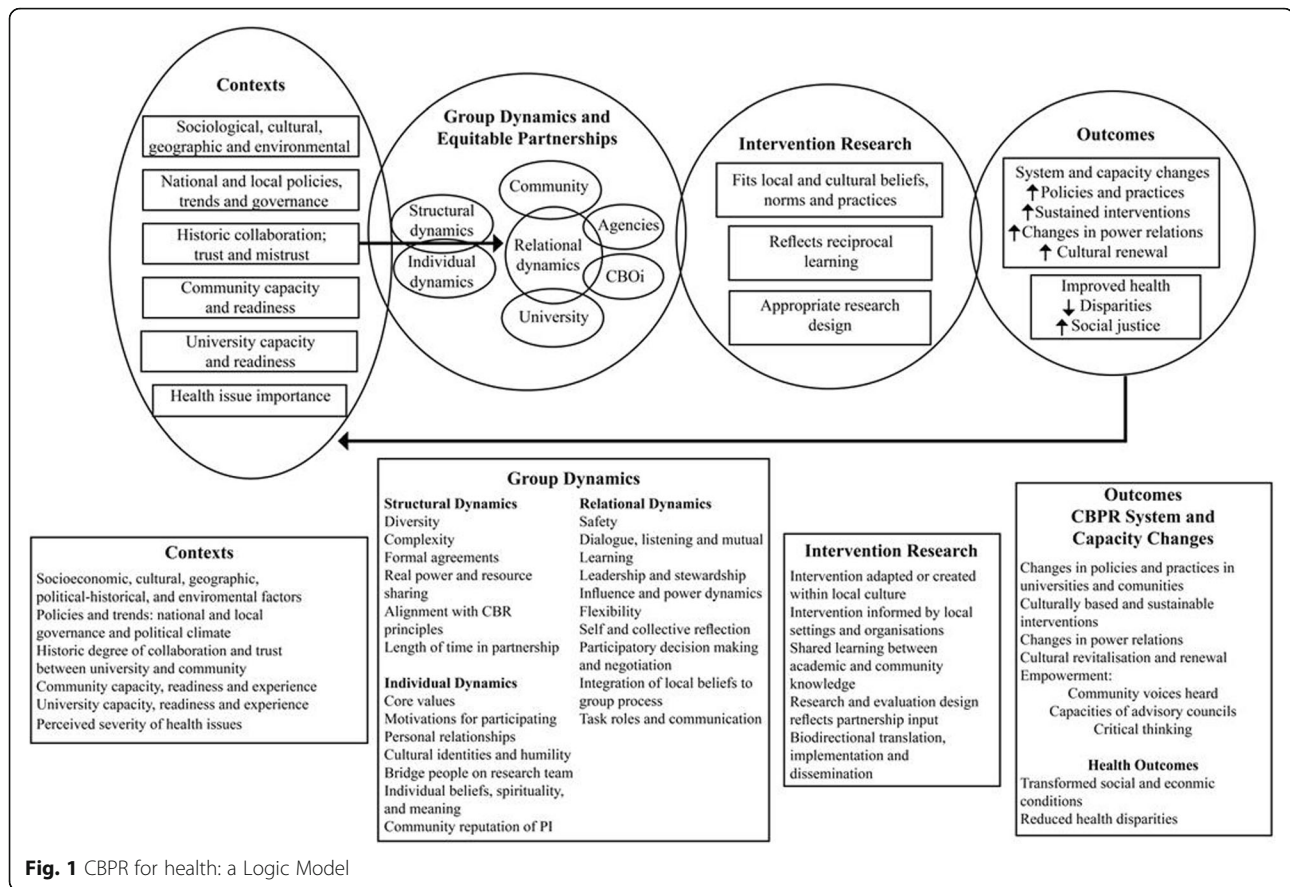 Contexts
Sociological, cultural,
geographic and environmental
National and local policies,
trends and governance
Historic collaboration;
trust and mistrust
Community capacity
and readiness
University capacity
and readiness
Health issue importance
Group Dynamics and
Equitable Partnerships
Structural
dynamics
Individual
dynamics
Community
Relational
dynamics
Agencies
CBOi
University
Intervention Research
Fits local and cultural beliefs,
norms and practices
Reflects reciprocal
learning
Appropriate research
design
Outcomes
System and capacity changes
↑Policies and practices
↑Sustained interventions
↑Changes in power relations
↑ Cultural renewal
Improved health
↓ Disparities
↑ Social justice
Contexts
Socioeconomic, cultural, geographic,
political-historical, and enviromental factors
Policies and trends: national and local
governance and political climate
Historic degree of collaboration and trust
between university and community
Community capacity, readiness and experience
University capacity, readiness and experience
Perceived severity of health issues
Group Dynamics
Structural Dynamics
Diversity
Complexity
Formal agreements
Real power and resource
sharing
Alignment with CBR
principles
Length of time in partnership
Individual Dynamics
Core values
Motivations for participating
Personal relationships
Cultural identities and humility
Bridge people on research team
Individual beliefs, spirituality,
and meaning
Community reputation of PI
Relational Dynamics
Safety
Dialogue, listening and mutual
Learning
Leadership and stewardship
Influence and power dynamics
Flexibility
Self and collective reflection
Participatory decision making
and negotiation
Integration of local beliefs to
group process
Task roles and communication
Intervention Research
Intervention adapted or created
within local culture
Intervention informed by local
settings and organisations
Shared learning between
academic and community
knowledge
Research and evaluation design
reflects partnership input
Biodirectional translation,
implementation and
dissemination
Outcomes
CBPR System and
Capacity Changes
Changes in policies and practices in
universities and comunities
Culturally based and sustainable
interventions
Changes in power relations
Cultural revitalisation and renewal
Empowerment:
Community voices heard
Capacities of advisory councils
Critical thinking
Health Outcomes
Transformed social and econmic
conditions
Reduced health disparities
Fig. 1 CBPR for health: a Logic Model